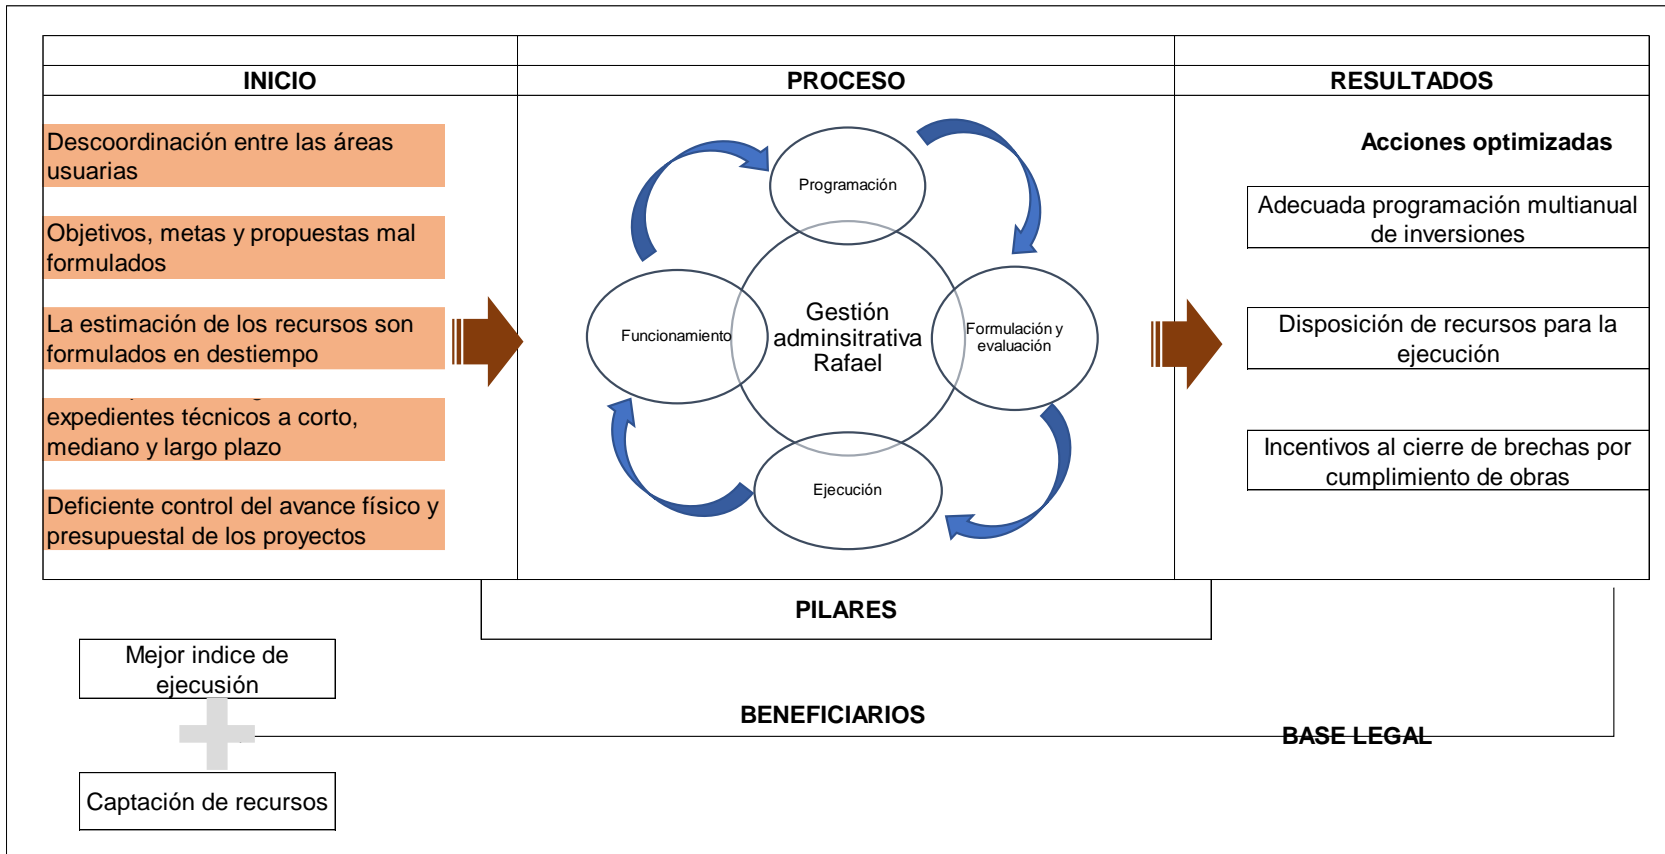 INICIO
PROCESO
RESULTADOS
Descoordinación entre las áreas
usuarias
Objetivos, metas y propuestas mal
formulados
La estimación de los recursos son
formulados en destiempo
expedientes técnicos a corto,
mediano y largo plazo
Deficiente control del avance físico y
presupuestal de los proyectos
Programación
Funcionamiento
Gestión
adminsitrativa
Rafael
Formulación y
evaluación
Ejecución
Acciones optimizadas
Adecuada programación multianual
de inversiones
Disposición de recursos para la
ejecución
Incentivos al cierre de brechas por
cumplimiento de obras
PILARES
Mejor indice de
ejecusión
BENEFICIARIOS
BASE LEGAL
Captación de recursos